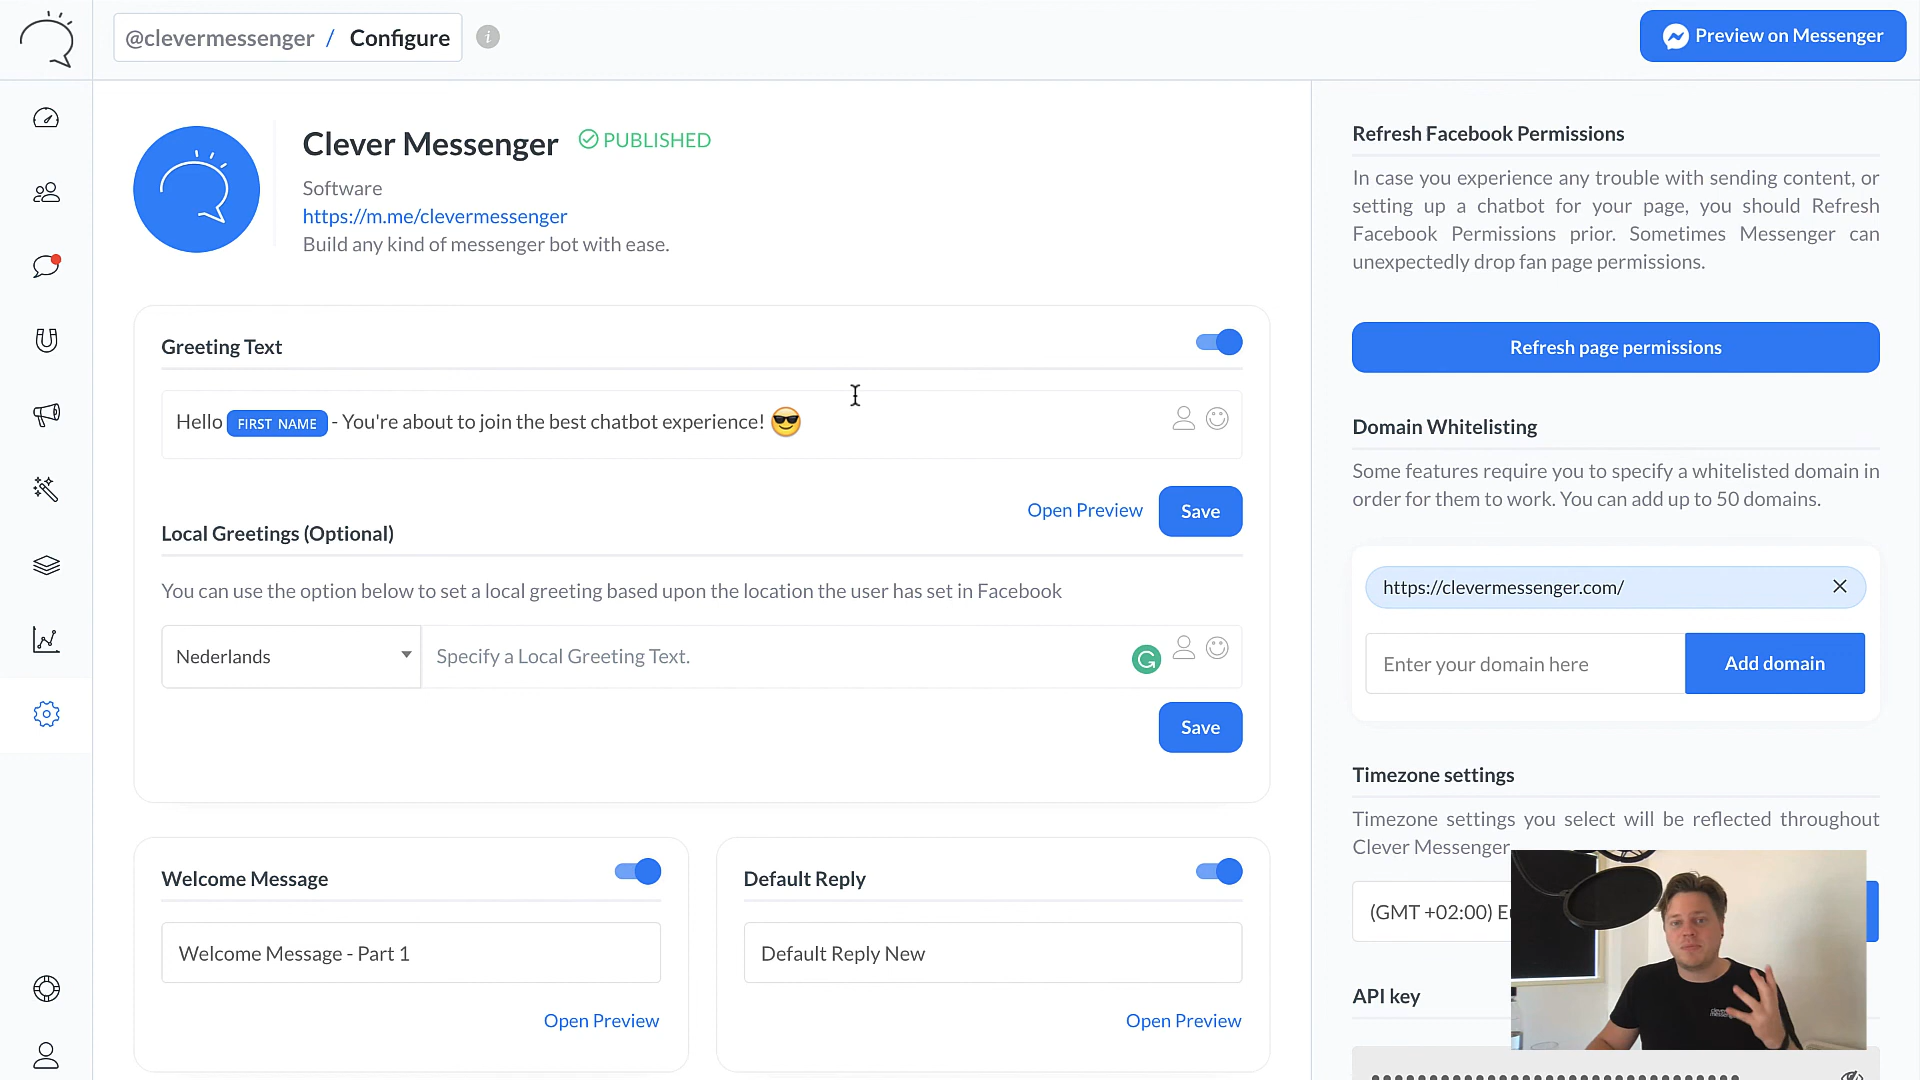 @clevermessenger / Configure
Preview on Messenger
Clever Messenger
PUBLISHED
Software
https://m.me/clevermessenger
Build any kind of messenger bot with ease.
Greeting Text
Hello FIRST NAME - You're about to join the best chatbot experience!
Open Preview
Save
Local Greetings (Optional)
You can use the option below to set a local greeting based upon the location the user has set in Facebook
Nederlands
Specify a Local Greeting Text.
Save
Welcome Message
Welcome Message - Part 1
Open Preview
Default Reply
Default Reply New
Open Preview
Refresh Facebook Permissions
In case you experience any trouble with sending content, or
setting up a chatbot for your page, you should Refresh
Facebook Permissions prior. Sometimes Messenger can
unexpectedly drop fan page permissions.
Refresh page permissions
Domain Whitelisting
Some features require you to specify a whitelisted domain in
order for them to work. You can add up to 50 domains.
https://clevermessenger.com/
Enter your domain here
Add domain
Timezone settings
Timezone settings you select will be reflected throughout
Clever Messenger
(GMT +02:00)
API key